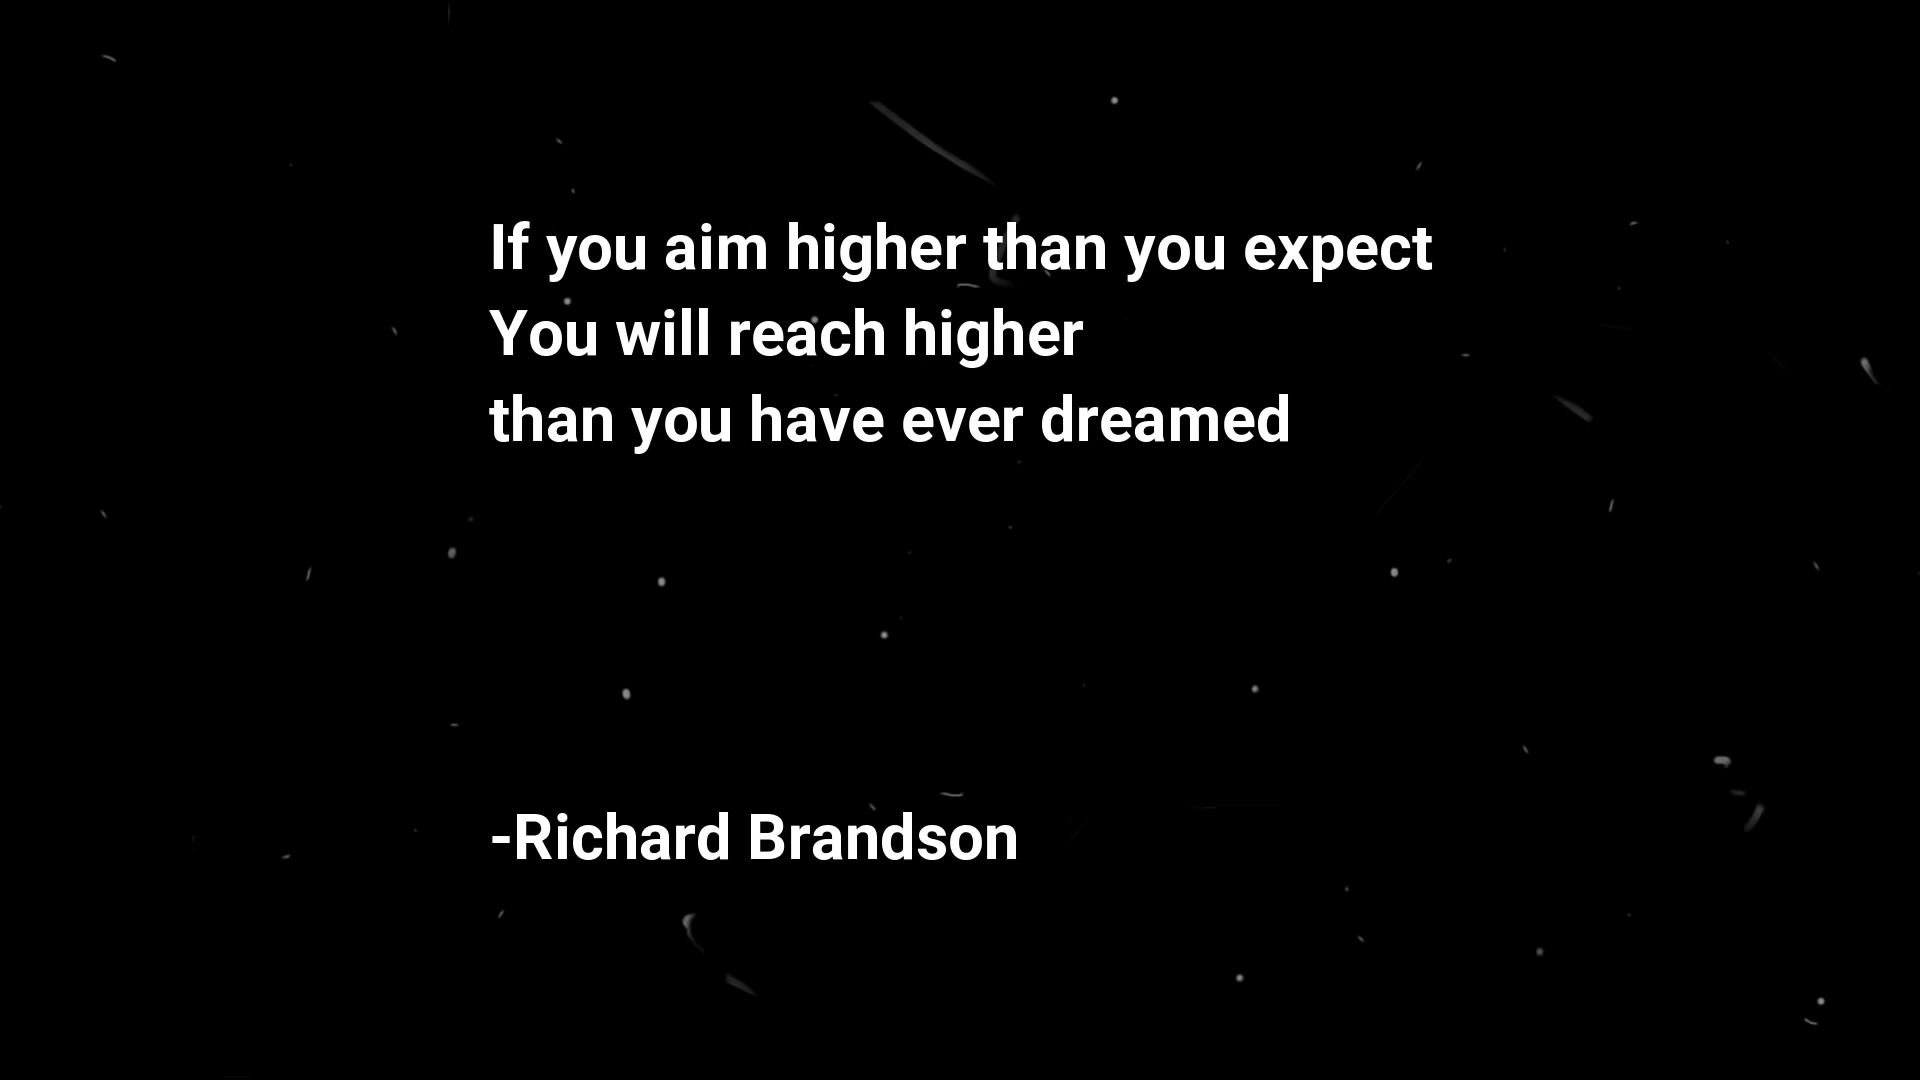 If you aim higher than you expect
You will reach higher
than you have ever dreamed
-Richard Brandson